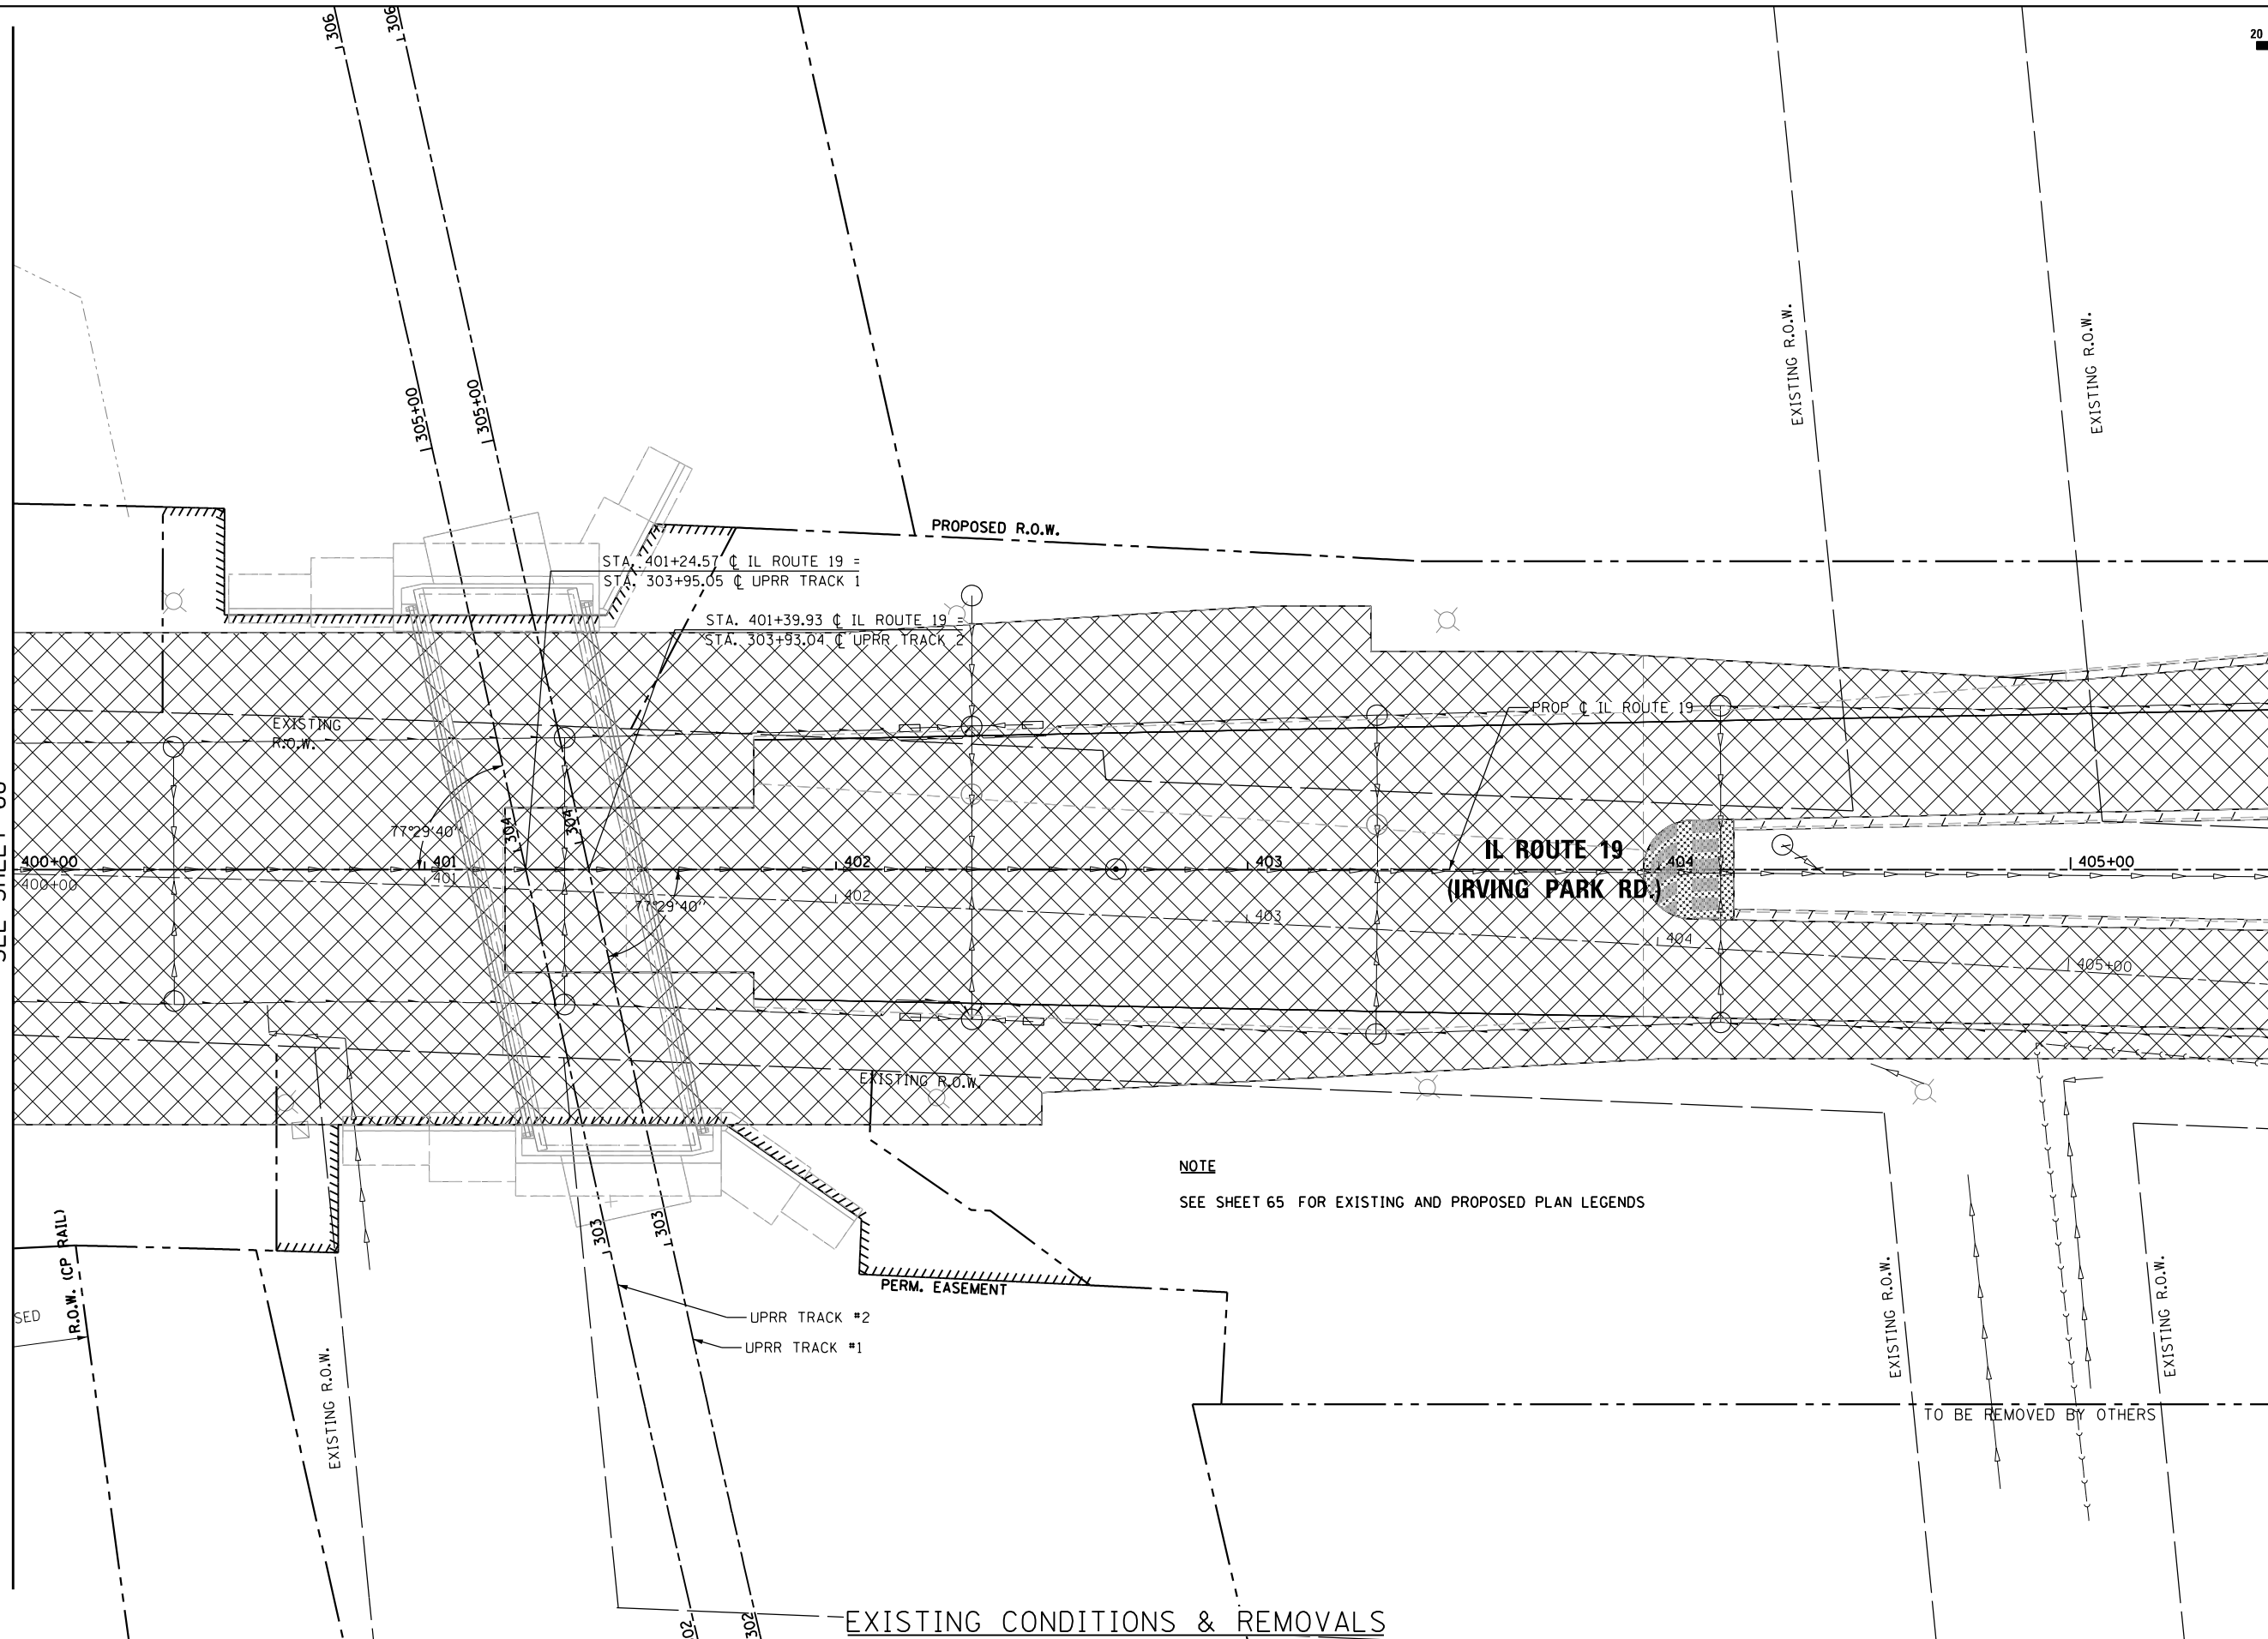 306
306
20
305+00
305+00
EXISTING R.O.W.
EXISTING R.O.W.
PROPOSED R.O.W.
STA. 401+24.57 ℄ IL ROUTE 19 =
STA. 303+95.05 ℄ UPRR TRACK 1
STA. 401+39.93 ℄ IL ROUTE 19 =
STA. 303+93.04 ℄ UPRR TRACK 2
EXISTING
R.O.W.
PROP ℄ IL ROUTE 19
304
304
77°29'40"
IL ROUTE 19
(IRVING PARK RD.)
400+00
401
402
403
404
405+00
400+00
401
402
403
404
405+00
77°29'40"
EXISTING R.O.W.
NOTE
SEE SHEET 65 FOR EXISTING AND PROPOSED PLAN LEGENDS
303
303
R.O.W. (CP RAIL)
SED
PERM. EASEMENT
UPRR TRACK #2
UPRR TRACK #1
EXISTING R.O.W.
EXISTING R.O.W.
EXISTING R.O.W.
TO BE REMOVED BY OTHERS
302
EXISTING CONDITIONS & REMOVALS